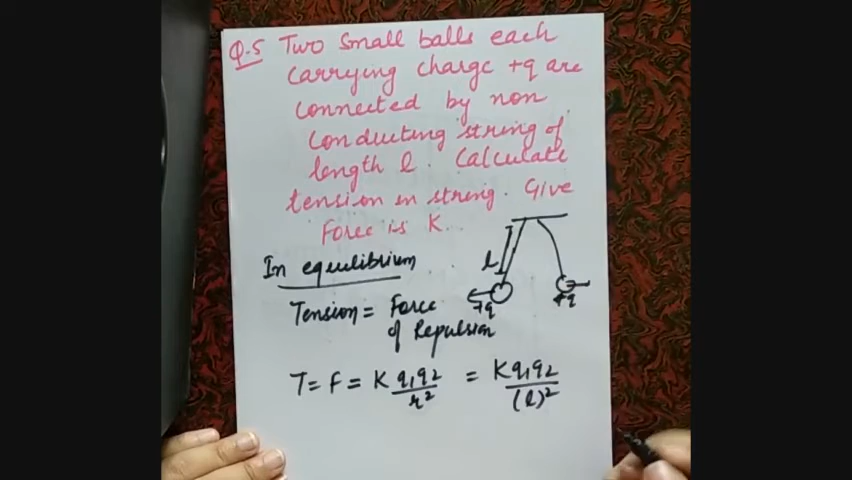 Q.5 Two small balls each
carrying charge +q are
connected by non
conducting string of
length l. Calculate
tension in string. Give
Force is K.
In equilibrium
l
+q
+q
Tension = Force
of Repulsion
T = F = K q₁q₂ / r² = K q₁q₂ / (l)²